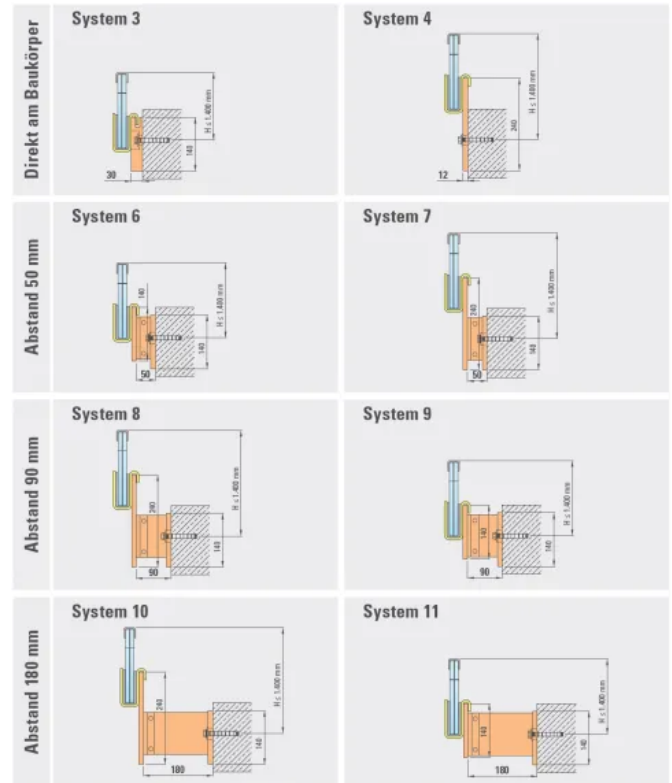 Direkt am Baukörper
System 3
H ≤ 1.400 mm
140
30
System 4
H ≤ 1.400 mm
240
12
Abstand 50 mm
System 6
140
H ≤ 1.400 mm
140
50
System 7
240
H ≤ 1.400 mm
140
50
Abstand 90 mm
System 8
240
H ≤ 1.400 mm
140
90
System 9
140
H ≤ 1.400 mm
140
90
Abstand 180 mm
System 10
240
H ≤ 1.400 mm
140
180
System 11
140
H ≤ 1.400 mm
140
180